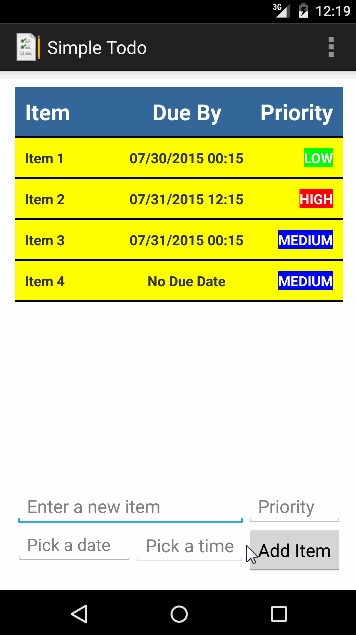 3G 12:19
Simple Todo
Item Due By Priority
Item 1 07/30/2015 00:15 LOW
Item 2 07/31/2015 12:15 HIGH
Item 3 07/31/2015 00:15 MEDIUM
Item 4 No Due Date MEDIUM
Enter a new item Priority
Pick a date Pick a time Add Item